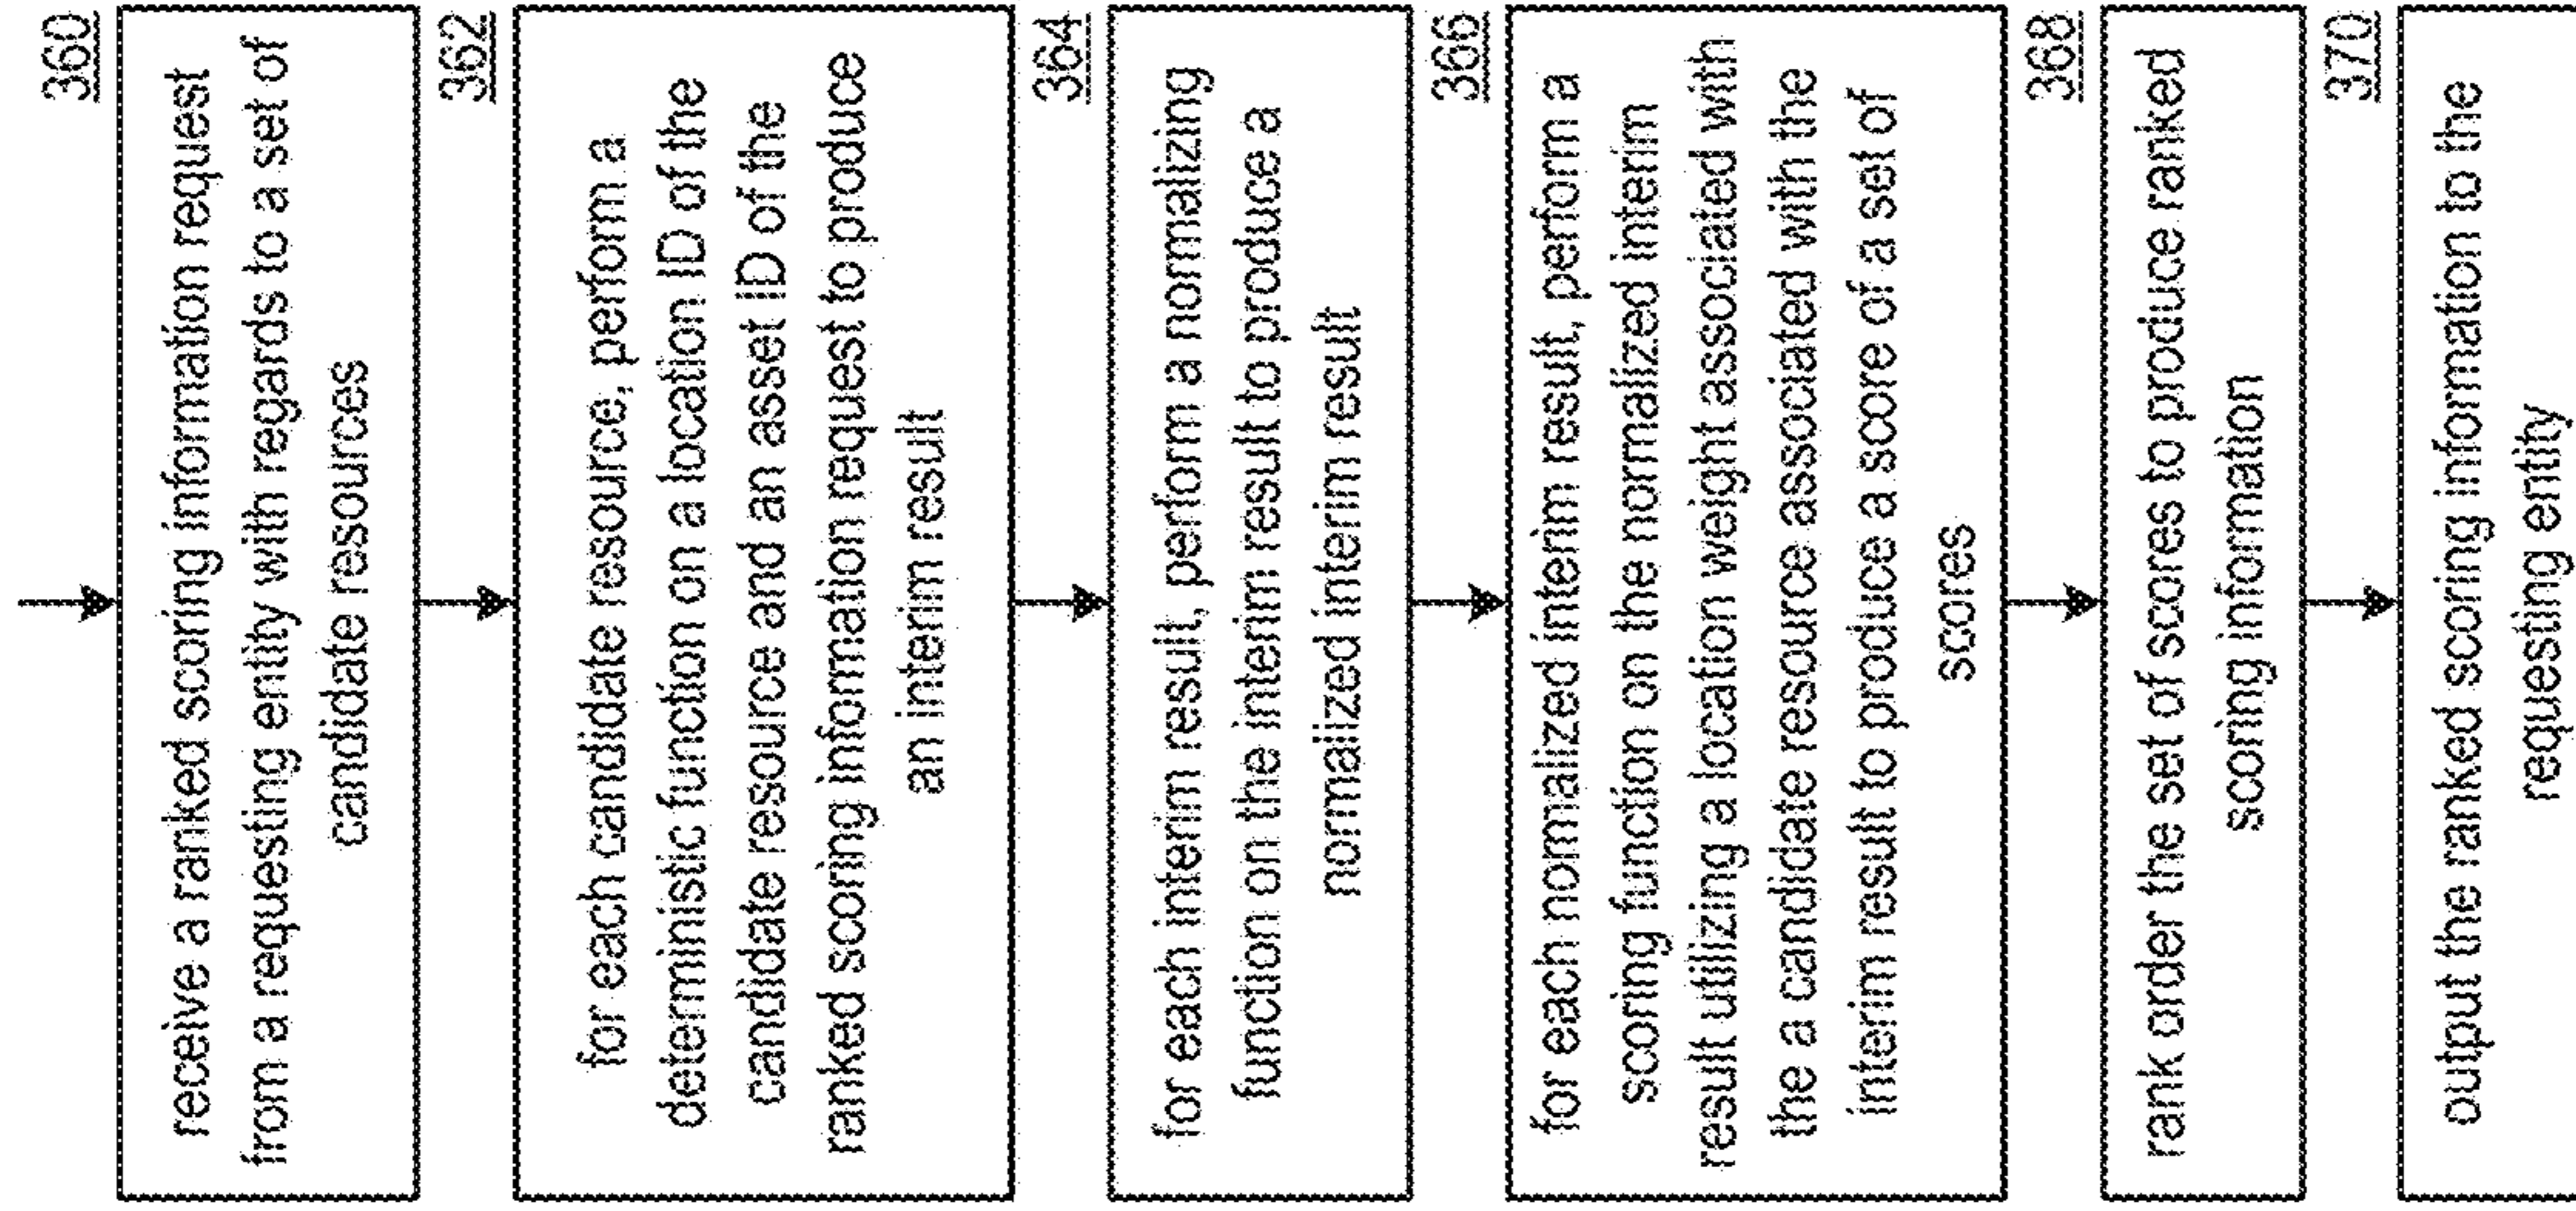 360
receive a ranked scoring information request
from a requesting entity with regards to a set of
candidate resources
362
for each candidate resource, perform a
deterministic function on a location ID of the
candidate resource and an asset ID of the
ranked scoring information request to produce
an interim result
364
for each interim result, perform a normalizing
function on the interim result to produce a
normalized interim result
366
for each normalized interim result, perform a
scoring function on the normalized interim
result utilizing a location weight associated with
the a candidate resource associated with the
interim result to produce a score of a set of
scores
368
rank order the set of scores to produce ranked
scoring information
370
output the ranked scoring information to the
requesting entity